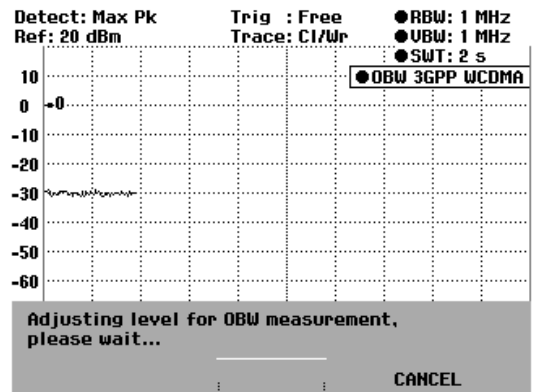 Detect: Max Pk Trig : Free ●RBW: 1 MHz
Ref: 20 dBm Trace: Cl/Wr ●VBW: 1 MHz
●SWT: 2 s
●OBW 3GPP WCDMA
10
0 0
-10
-20
-30
-40
-50
-60
Adjusting level for OBW measurement,
please wait...
CANCEL